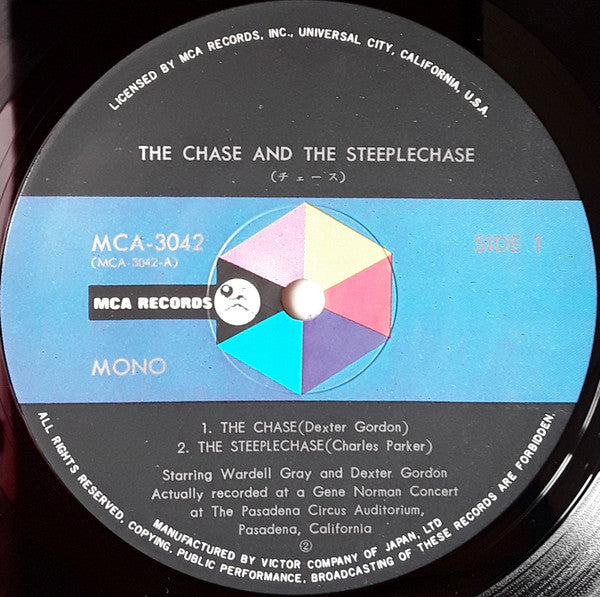 LICENSED BY MCA RECORDS, INC., UNIVERSAL CITY, CALIFORNIA, U.S.A.
THE CHASE AND THE STEEPLECHASE
(チェース)
MCA-3042
(MCA-3042-A)
SIDE 1
MCA RECORDS
MONO
1. THE CHASE(Dexter Gordon)
2. THE STEEPLECHASE(Charles Parker)
Starring Wardell Gray and Dexter Gordon
Actually recorded at a Gene Norman Concert
at The Pasadena Circus Auditorium,
Pasadena, California
②
MANUFACTURED BY VICTOR COMPANY OF JAPAN, LTD
ALL RIGHTS RESERVED, COPYING, PUBLIC PERFORMANCE, BROADCASTING OF THESE RECORDS ARE FORBIDDEN.